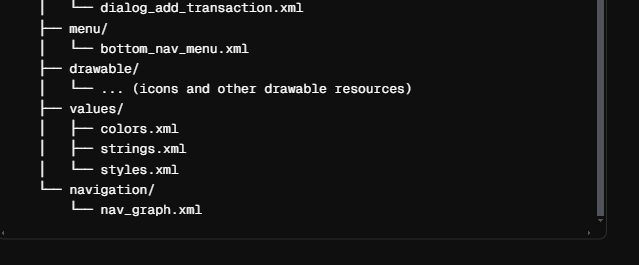 │   └── dialog_add_transaction.xml
├── menu/
│   └── bottom_nav_menu.xml
├── drawable/
│   └── ... (icons and other drawable resources)
├── values/
│   ├── colors.xml
│   ├── strings.xml
│   └── styles.xml
└── navigation/
    └── nav_graph.xml